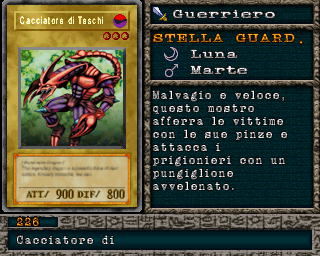 Cacciatore di Teschi
ATT/ 900 DIF/ 800
Guerriero
STELLA GUARD.
Luna
Marte
Malvagio e veloce,
questo mostro
afferra le vittime
con le sue pinze e
attacca i
prigionieri con un
pungiglione
avvelenato.
226
Cacciatore di